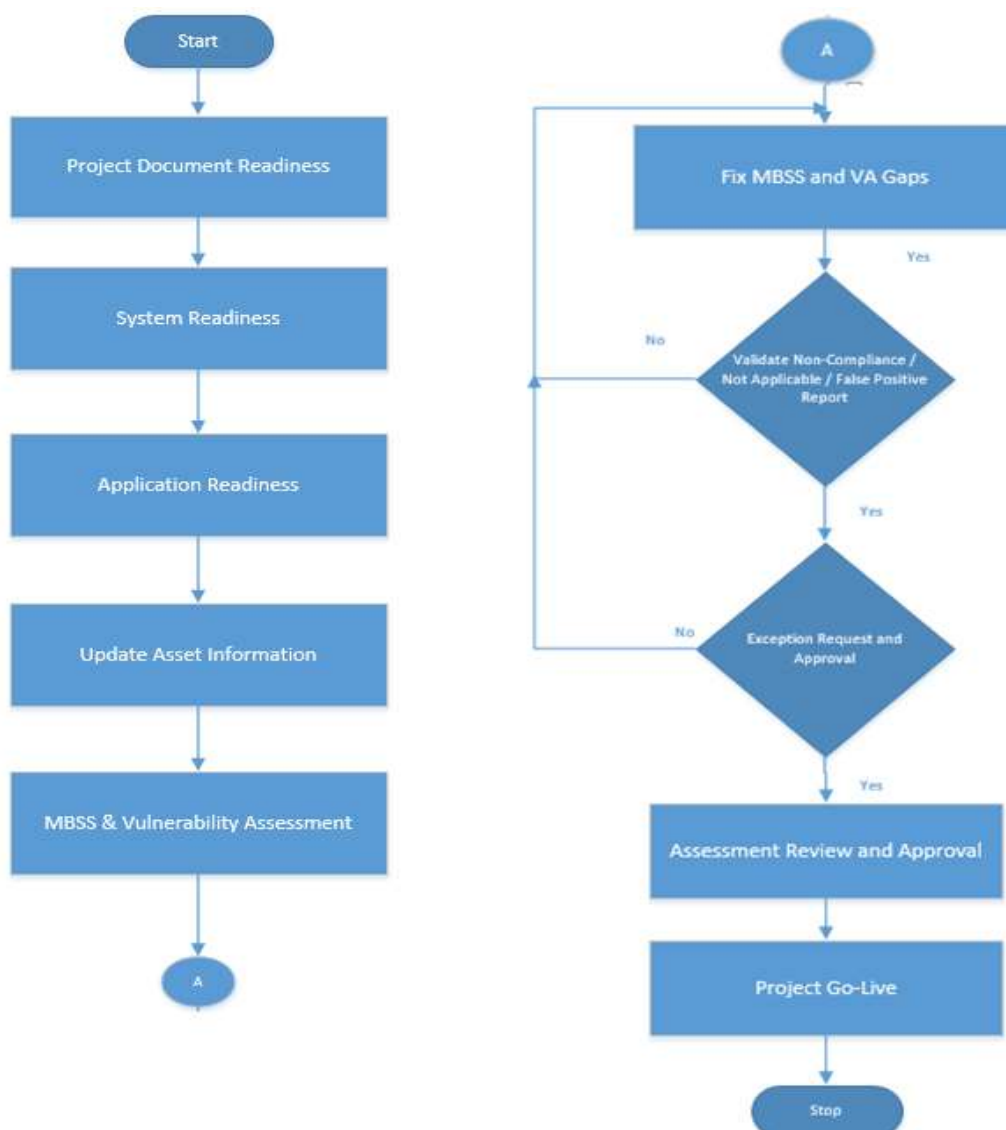 Start
Project Document Readiness
System Readiness
Application Readiness
Update Asset Information
MBSS & Vulnerability Assessment
A
A
Fix MBSS and VA Gaps
Yes
No
Validate Non-Compliance /
Not Applicable / False Positive
Report
Yes
No
Exception Request and
Approval
Yes
Assessment Review and Approval
Project Go-Live
Stop